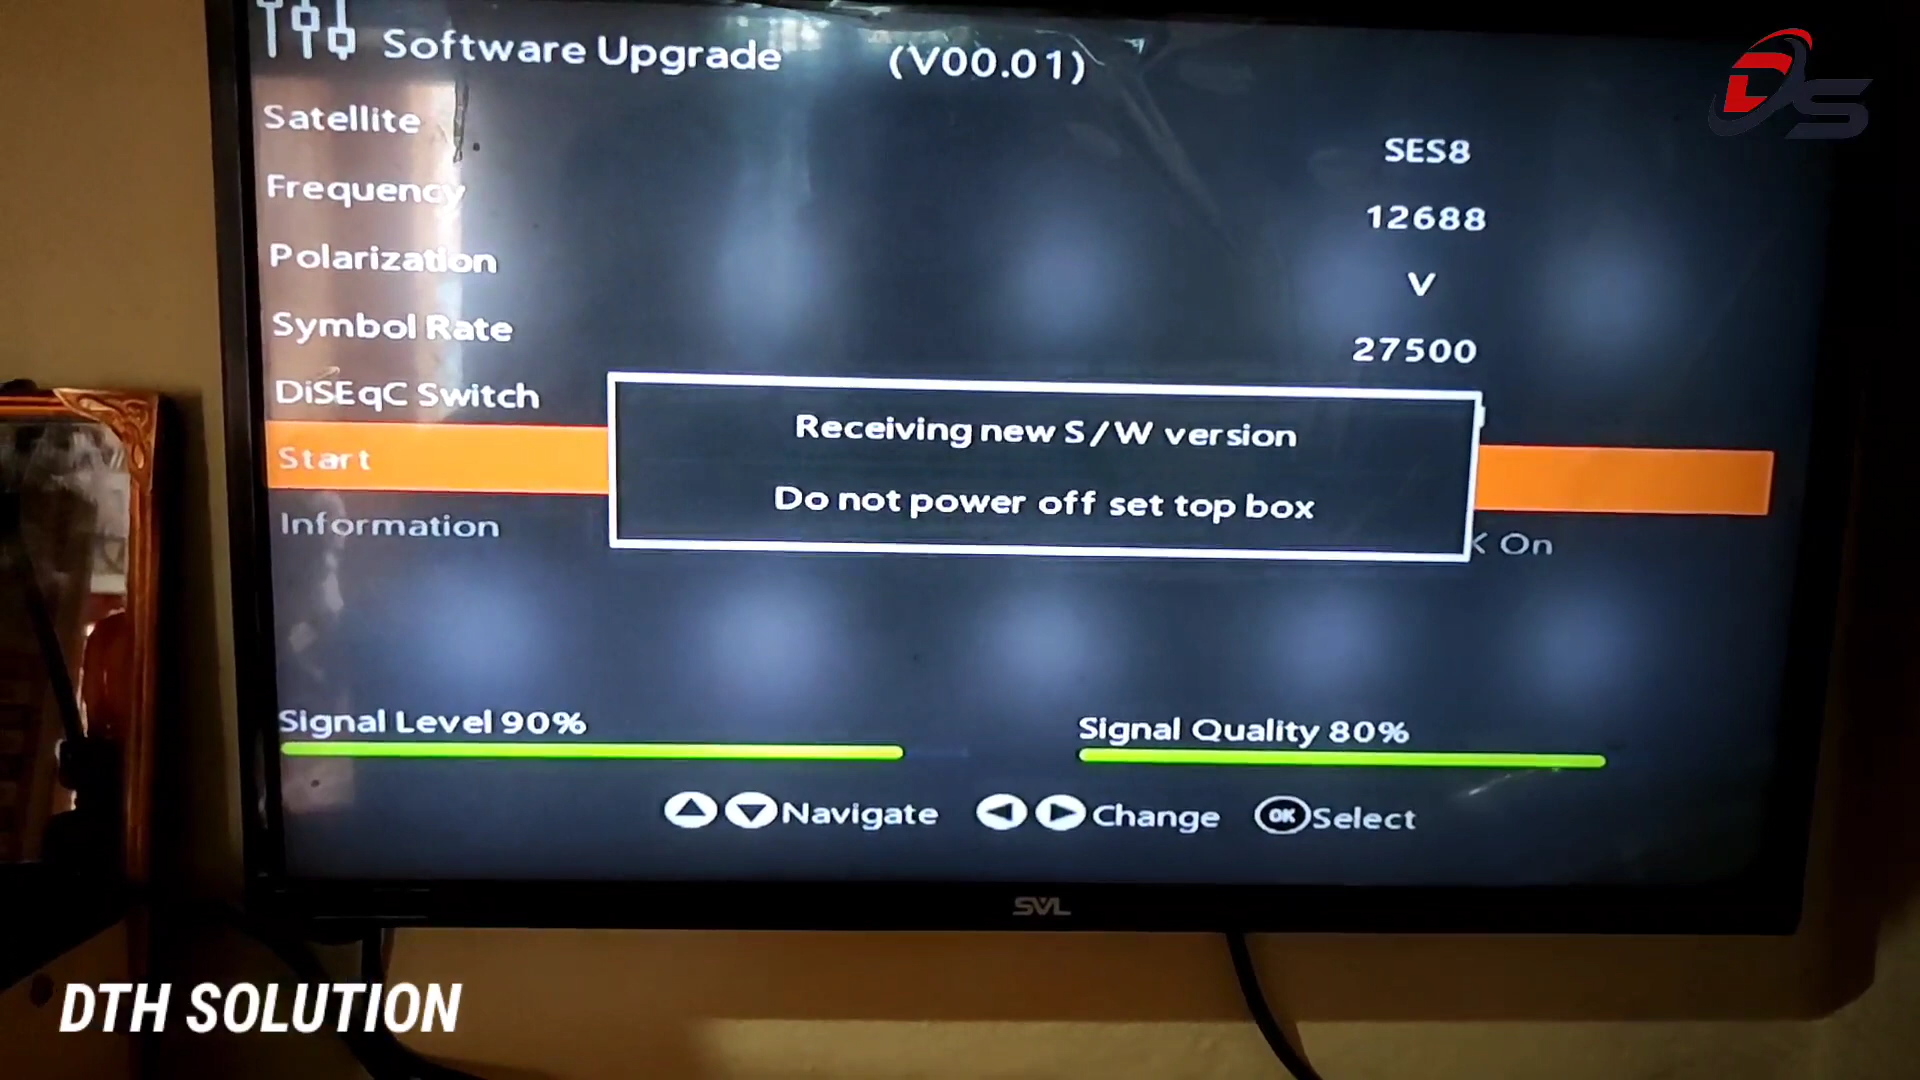 Software Upgrade (V00.01)
Satellite SES8
Frequency 12688
Polarization V
Symbol Rate 27500
DiSEqC Switch
Receiving new S/W version
Start
Do not power off set top box
Information K On
Signal Level 90% Signal Quality 80%
Navigate Change OK Select
SVL
DTH SOLUTION
DS